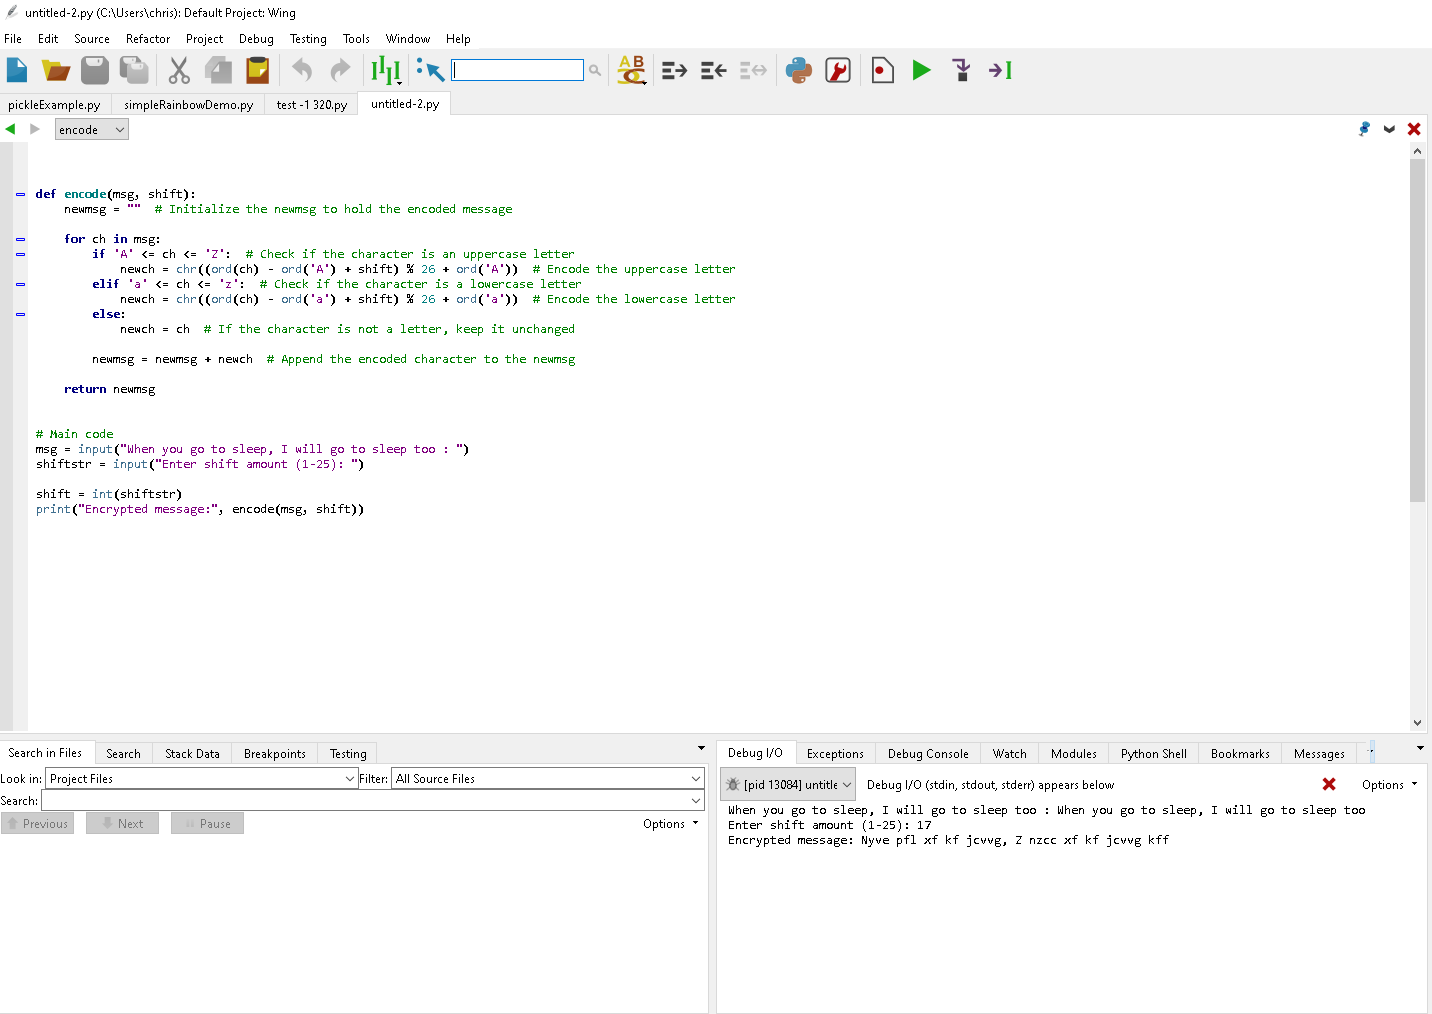 untitled-2.py (C:\Users\chris): Default Project: Wing
File Edit Source Refactor Project Debug Testing Tools Window Help
AB
pickleExample.py simpleRainbowDemo.py test -1 320.py untitled-2.py
encode
def encode(msg, shift):
    newmsg = ""  # Initialize the newmsg to hold the encoded message
    for ch in msg:
        if 'A' <= ch <= 'Z':  # Check if the character is an uppercase letter
            newch = chr((ord(ch) - ord('A') + shift) % 26 + ord('A'))  # Encode the uppercase letter
        elif 'a' <= ch <= 'z':  # Check if the character is a lowercase letter
            newch = chr((ord(ch) - ord('a') + shift) % 26 + ord('a'))  # Encode the lowercase letter
        else:
            newch = ch  # If the character is not a letter, keep it unchanged
        newmsg = newmsg + newch  # Append the encoded character to the newmsg
    return newmsg
# Main code
msg = input("When you go to sleep, I will go to sleep too : ")
shiftstr = input("Enter shift amount (1-25): ")
shift = int(shiftstr)
print("Encrypted message:", encode(msg, shift))
Search in Files Search Stack Data Breakpoints Testing
Look in: Project Files Filter: All Source Files
Search:
Previous Next Pause Options
Debug I/O Exceptions Debug Console Watch Modules Python Shell Bookmarks Messages
[pid 13084] untitle Debug I/O (stdin, stdout, stderr) appears below Options
When you go to sleep, I will go to sleep too : When you go to sleep, I will go to sleep too
Enter shift amount (1-25): 17
Encrypted message: Nyve pfl xf kf jcvvg, Z nzcc xf kf jcvvg kff